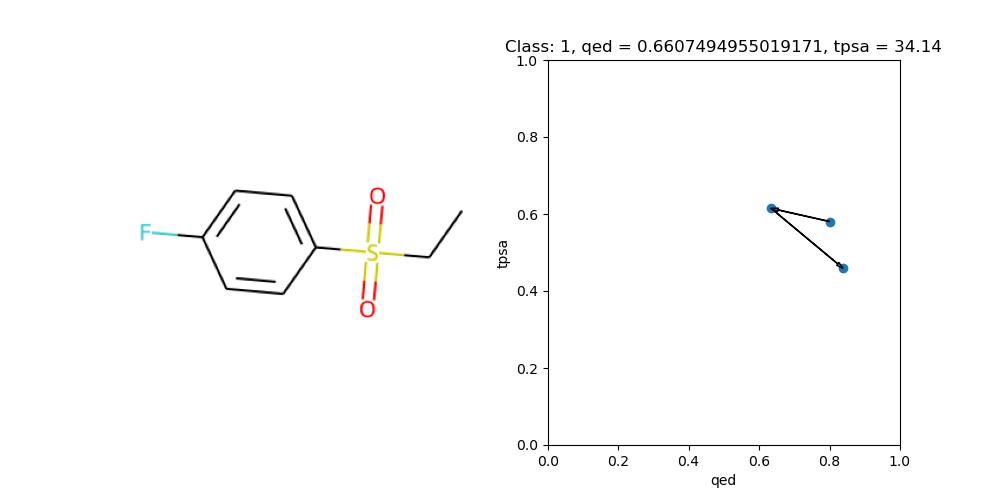 Class: 1, qed = 0.6607494955019171, tpsa = 34.14
1.0
0.8
0.6
0.4
0.2
0.0
tpsa
0.0 0.2 0.4 0.6 0.8 1.0
qed
O
F
S
O